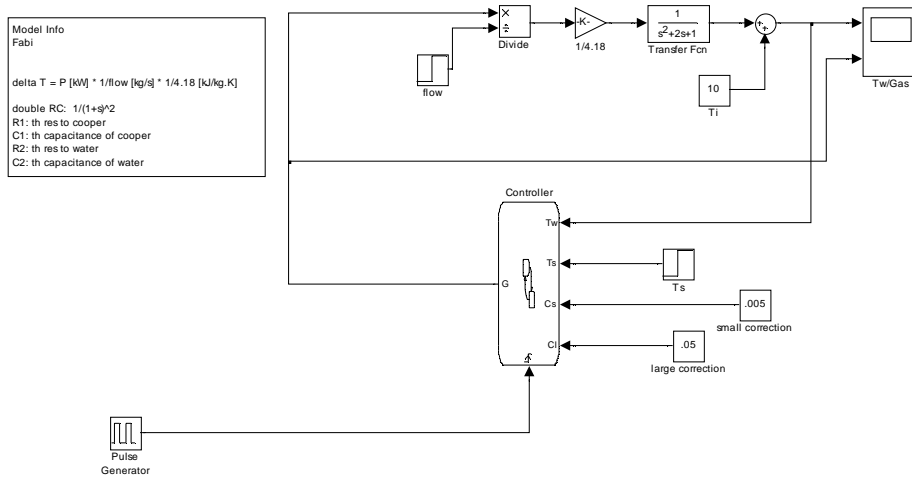 Model Info
Fabi
delta T = P [kW] * 1/flow [kg/s] * 1/4.18 [kJ/kg.K]
double RC: 1/(1+s)^2
R1: th res to cooper
C1: th capacitance of cooper
R2: th res to water
C2: th capacitance of water
×
÷
Divide
flow
-K-
1/4.18
1
s²+2s+1
Transfer Fcn
++
10
Ti
Tw/Gas
Controller
Tw
Ts
Cs
Cl
G
Ts
.005
small correction
.05
large correction
Pulse
Generator